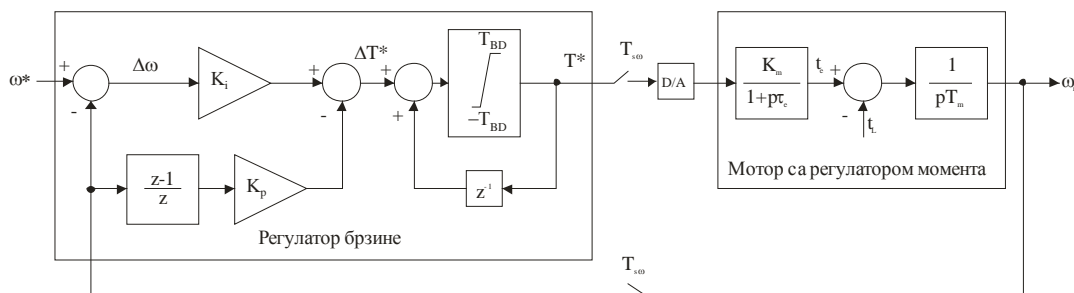 ω* + Δω K_i + ΔT* + T_BD T* T_sω D/A K_m t_e + 1 ω
- - + -T_BD 1+pτ_e - t_L pT_m
z-1 K_p z^-1 Мотор са регулатором момента
z
Регулатор брзине
T_sω